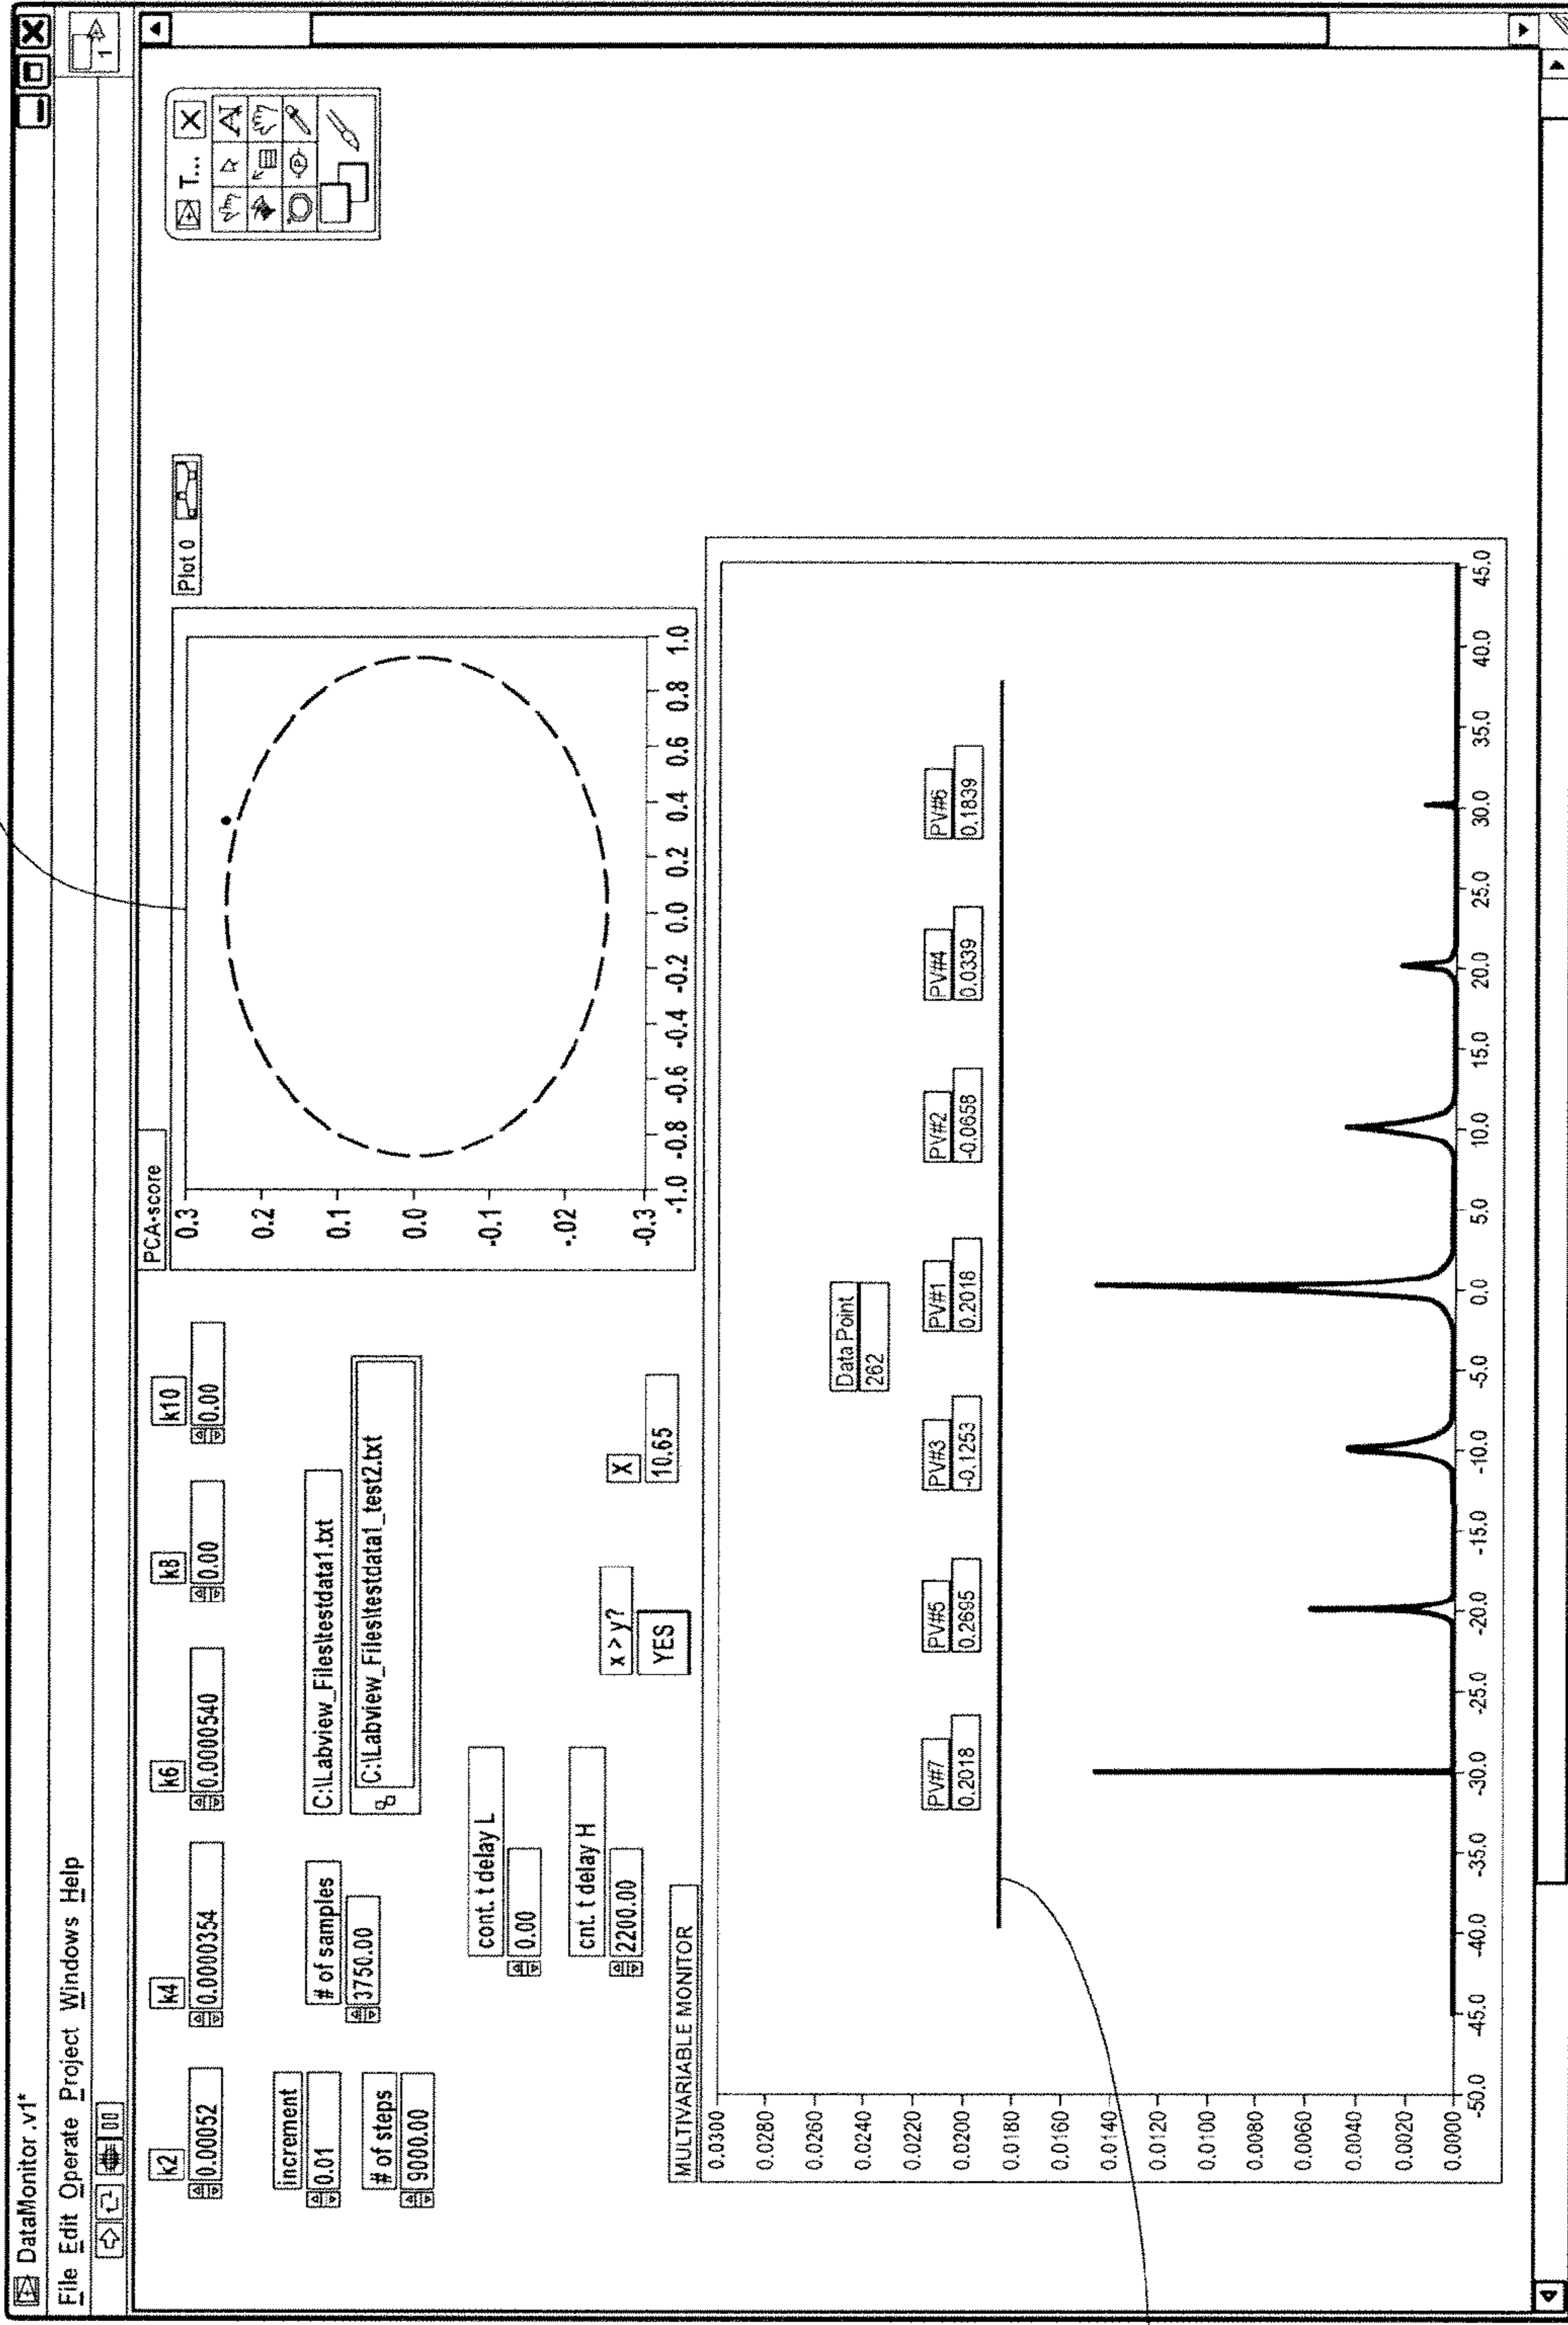 DataMonitor .v1*
File Edit Operate Project Windows Help
1
k2
0.00052
k4
0.0000354
k6
0.0000540
k8
0.00
k10
0.00
increment
0.01
# of samples
3750.00
C:\Labview_Files\testdata1.txt
C:\Labview_Files\testdata1_test2.txt
# of steps
9000.00
cont. t delay L
0.00
cnt. t delay H
2200.00
x > y?
YES
X
10.65
PCA-score
Plot 0
0.3
0.2
0.1
0.0
-0.1
-.02
-0.3
-1.0 -0.8 -0.6 -0.4 -0.2 0.0 0.2 0.4 0.6 0.8 1.0
T...
A
P
MULTIVARIABLE MONITOR
0.0300
0.0280
0.0260
0.0240
0.0220
0.0200
0.0180
0.0160
0.0140
0.0120
0.0100
0.0080
0.0060
0.0040
0.0020
0.0000
Data Point
262
PV#7 PV#5 PV#3 PV#1 PV#2 PV#4 PV#6
0.2018 0.2695 -0.1253 0.2018 -0.0658 0.0339 0.1839
-50.0 -45.0 -40.0 -35.0 -30.0 -25.0 -20.0 -15.0 -10.0 -5.0 0.0 5.0 10.0 15.0 20.0 25.0 30.0 35.0 40.0 45.0